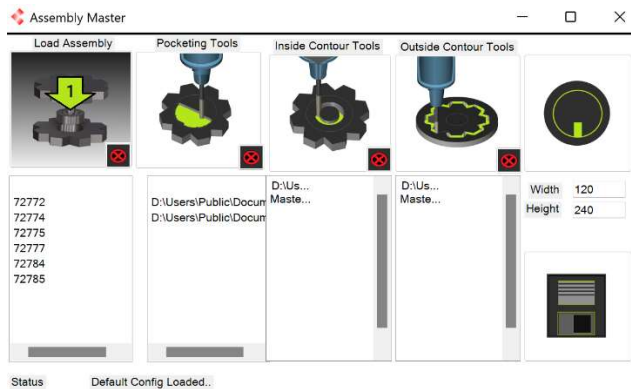 Assembly Master
Load Assembly
Pocketing Tools
Inside Contour Tools
Outside Contour Tools
1
72772
72774
72775
72777
72784
72785
D:\Users\Public\Docum
D:\Users\Public\Docum
D:\Us...
Maste...
D:\Us...
Maste...
Width 120
Height 240
Status Default Config Loaded..